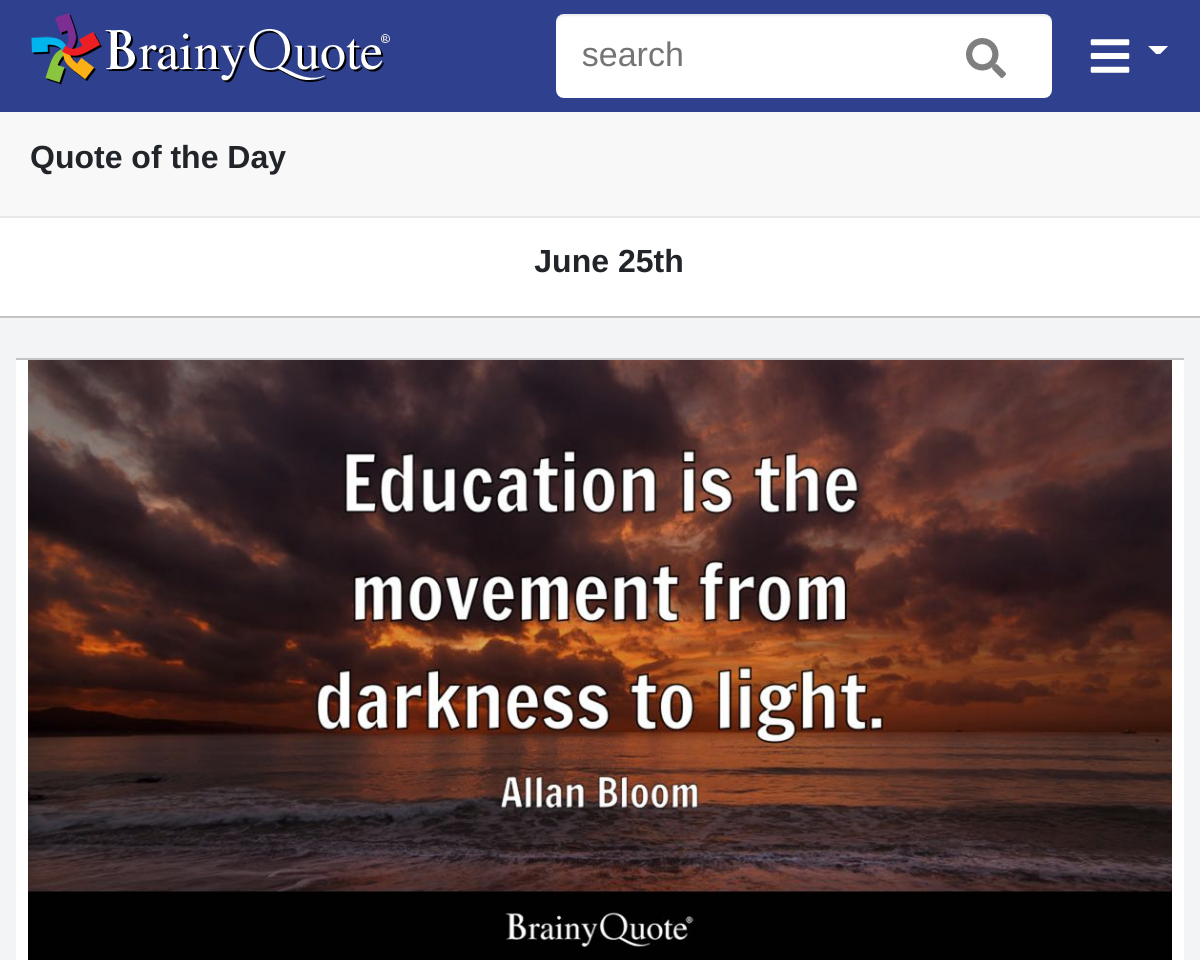 BrainyQuote®
search
Quote of the Day
June 25th
Education is the
movement from
darkness to light.
Allan Bloom
BrainyQuote®